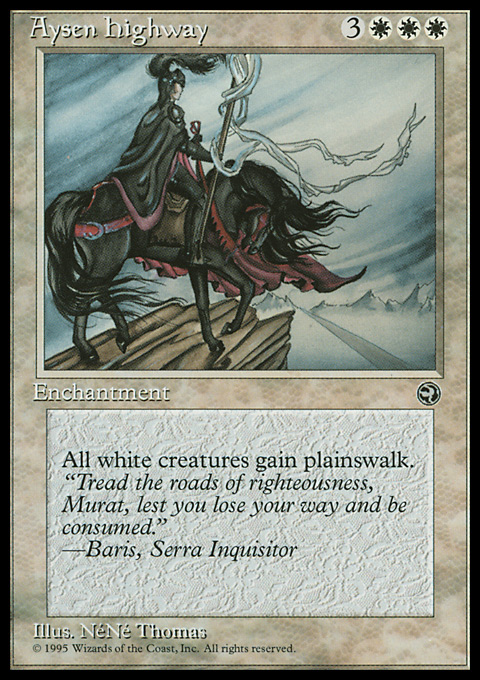 Aysen Highway 3
Enchantment
All white creatures gain plainswalk.
"Tread the roads of righteousness,
Murat, lest you lose your way and be
consumed."
—Baris, Serra Inquisitor
Illus. NéNé Thomas
© 1995 Wizards of the Coast, Inc. All rights reserved.